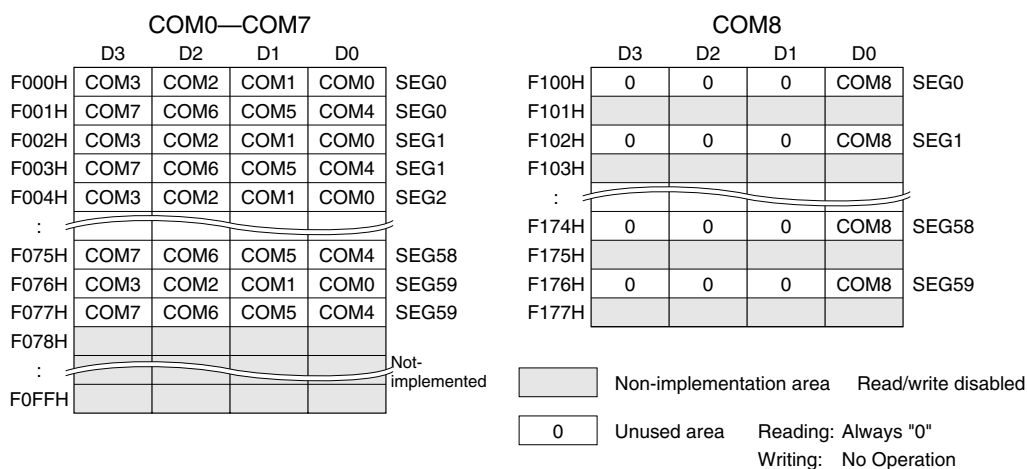 COM0—COM7
D3 D2 D1 D0
F000H COM3 COM2 COM1 COM0 SEG0
F001H COM7 COM6 COM5 COM4 SEG0
F002H COM3 COM2 COM1 COM0 SEG1
F003H COM7 COM6 COM5 COM4 SEG1
F004H COM3 COM2 COM1 COM0 SEG2
:
F075H COM7 COM6 COM5 COM4 SEG58
F076H COM3 COM2 COM1 COM0 SEG59
F077H COM7 COM6 COM5 COM4 SEG59
F078H
:
Not-
implemented
F0FFH
COM8
D3 D2 D1 D0
F100H 0 0 0 COM8 SEG0
F101H
F102H 0 0 0 COM8 SEG1
F103H
:
F174H 0 0 0 COM8 SEG58
F175H
F176H 0 0 0 COM8 SEG59
F177H
Non-implementation area Read/write disabled
0 Unused area Reading: Always "0"
Writing: No Operation